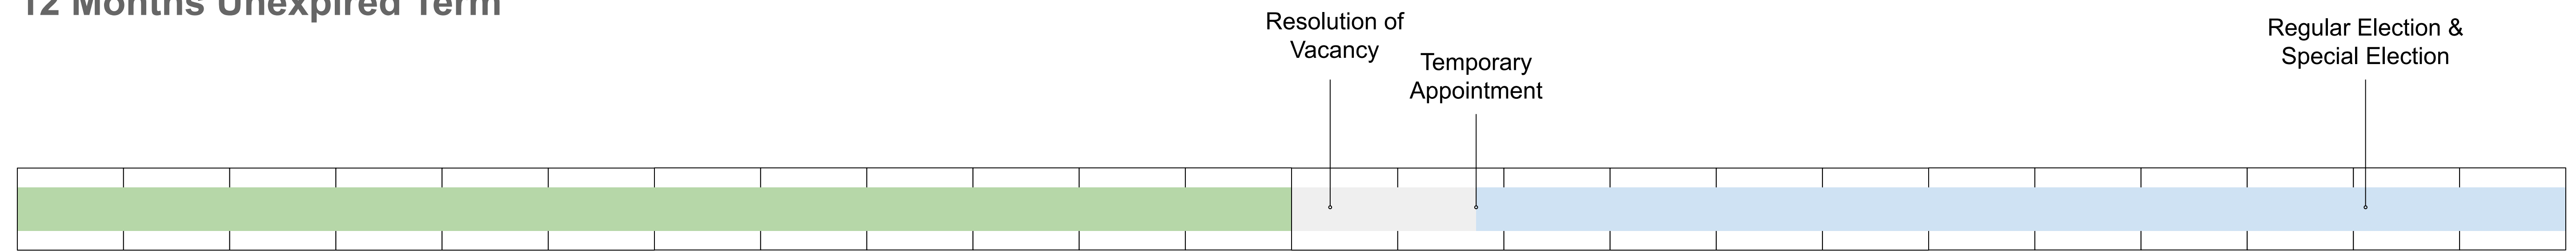 12 Months Unexpired Term
Resolution of
Vacancy
Temporary
Appointment
Regular Election &
Special Election